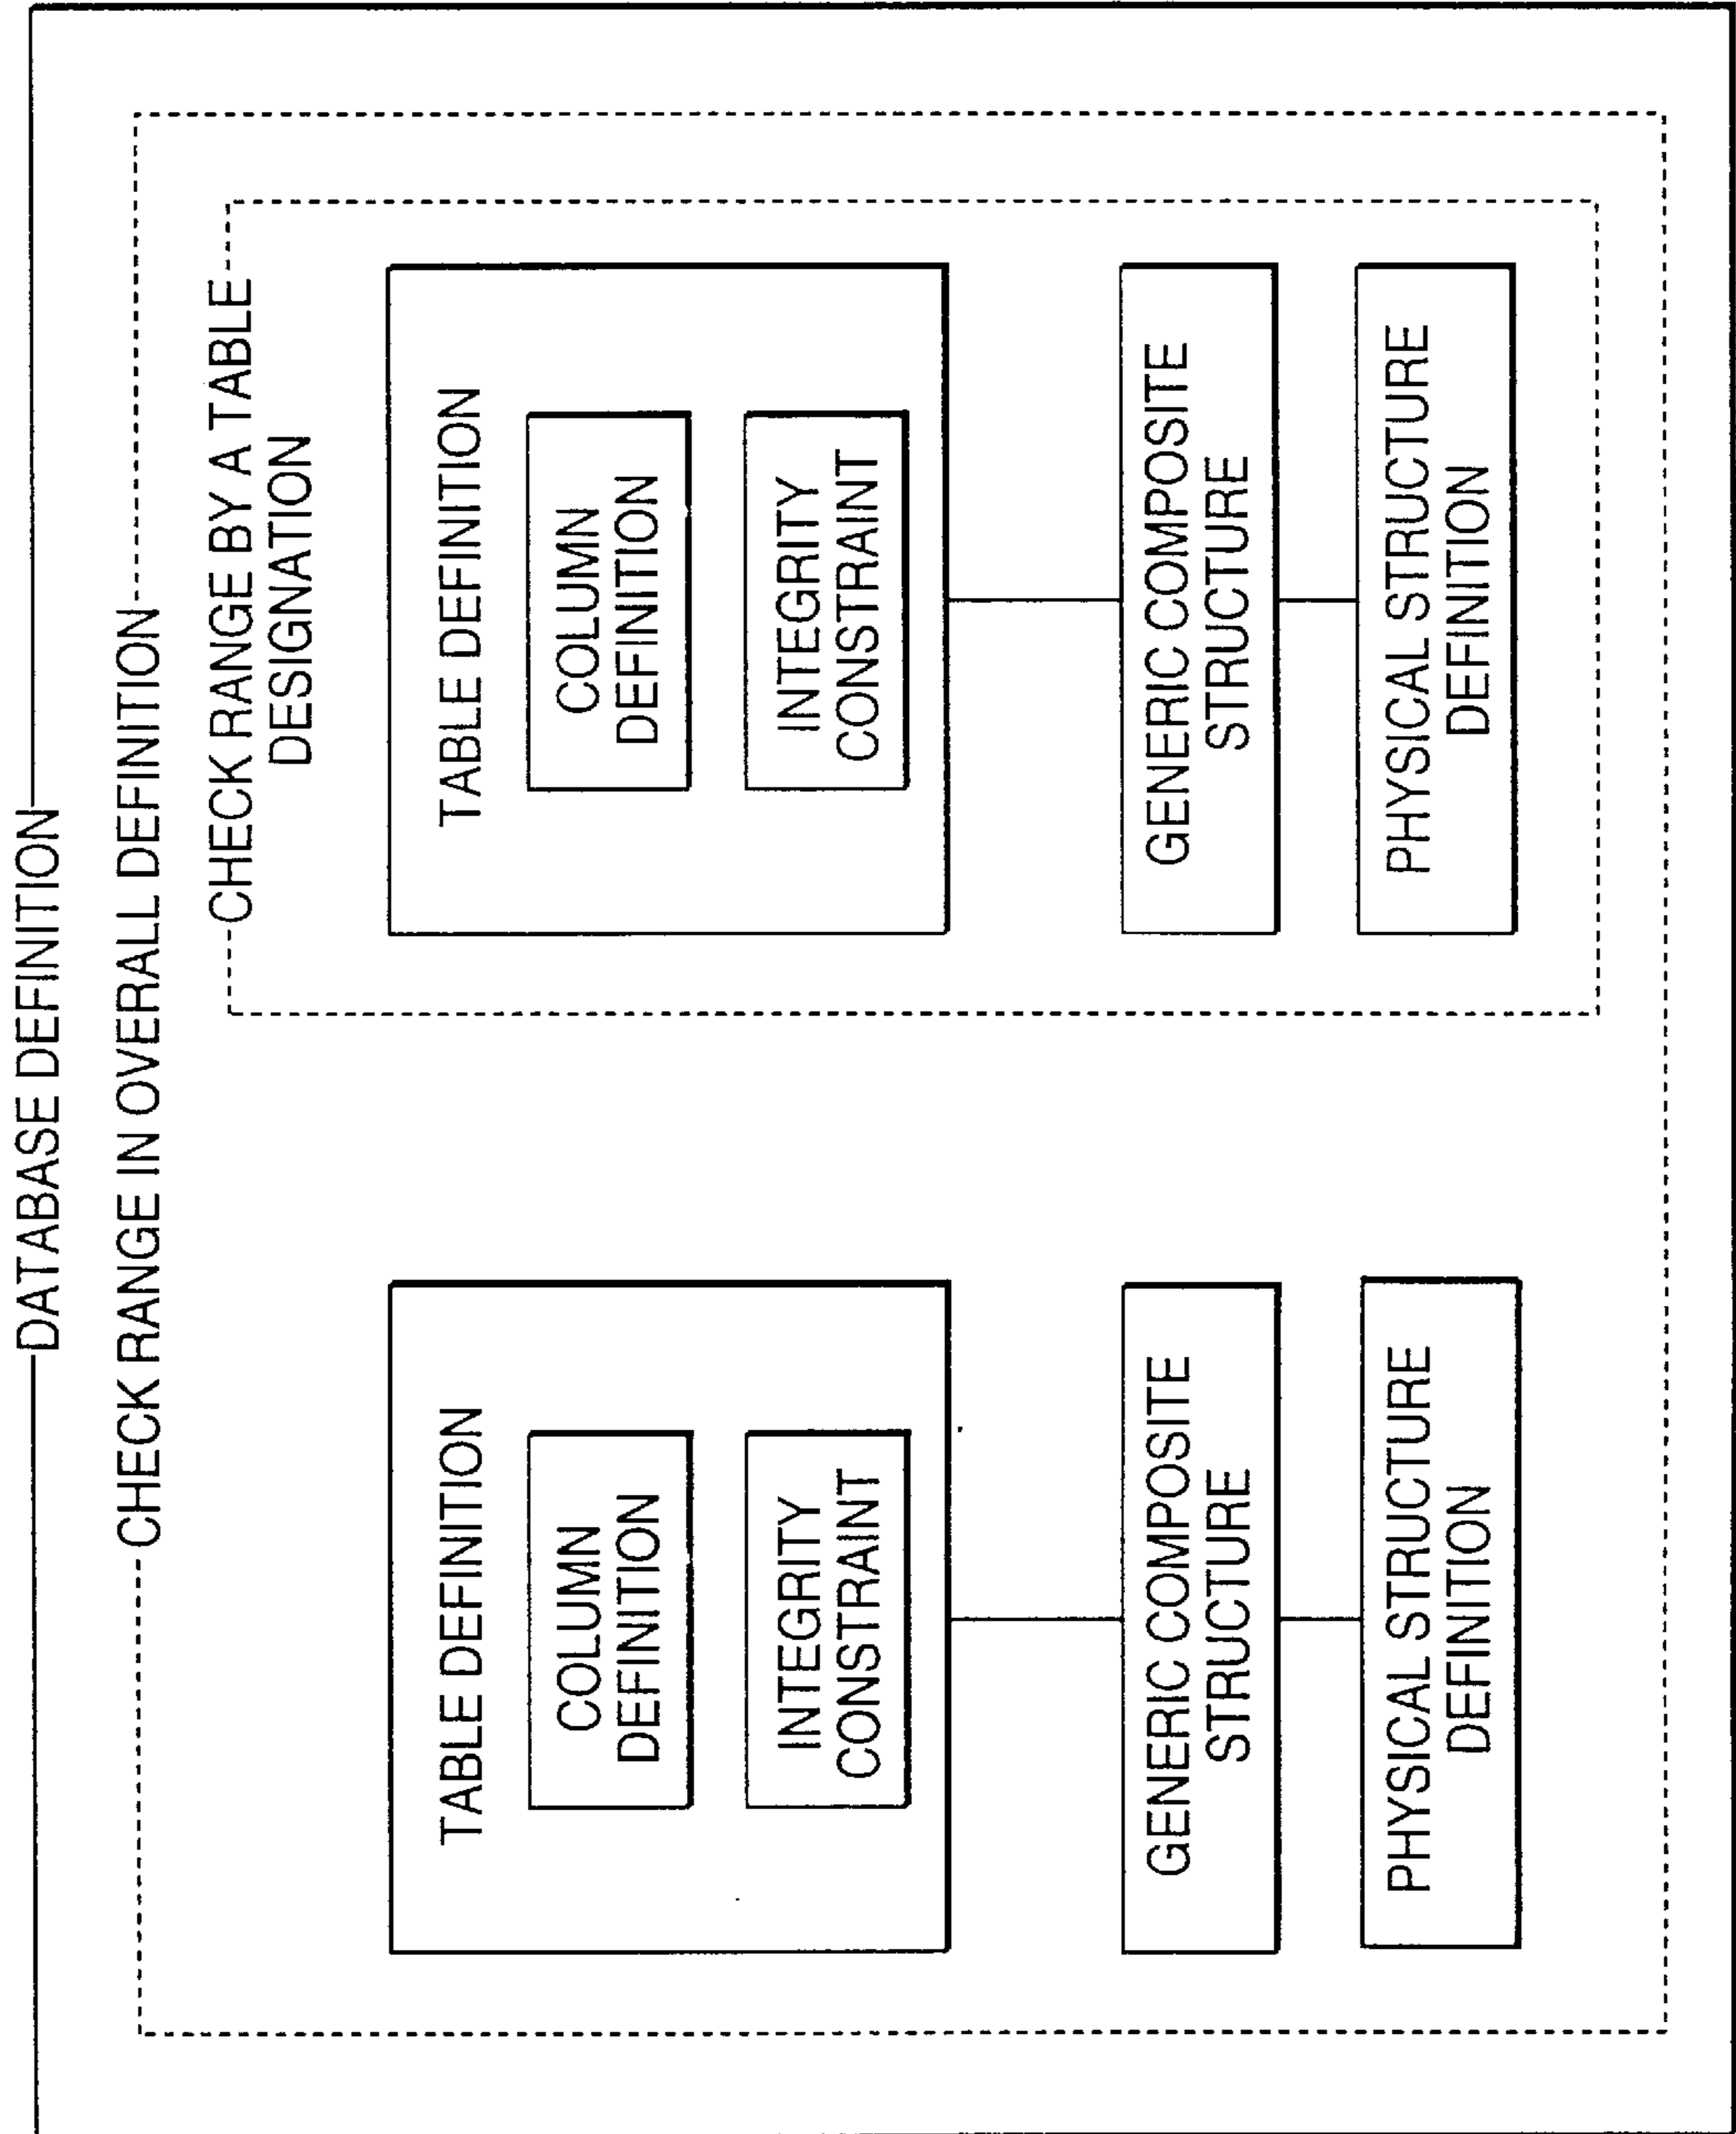 DATABASE DEFINITION
CHECK RANGE IN OVERALL DEFINITION
CHECK RANGE BY A TABLE
DESIGNATION
TABLE DEFINITION
COLUMN
DEFINITION
INTEGRITY
CONSTRAINT
GENERIC COMPOSITE
STRUCTURE
PHYSICAL STRUCTURE
DEFINITION
TABLE DEFINITION
COLUMN
DEFINITION
INTEGRITY
CONSTRAINT
GENERIC COMPOSITE
STRUCTURE
PHYSICAL STRUCTURE
DEFINITION